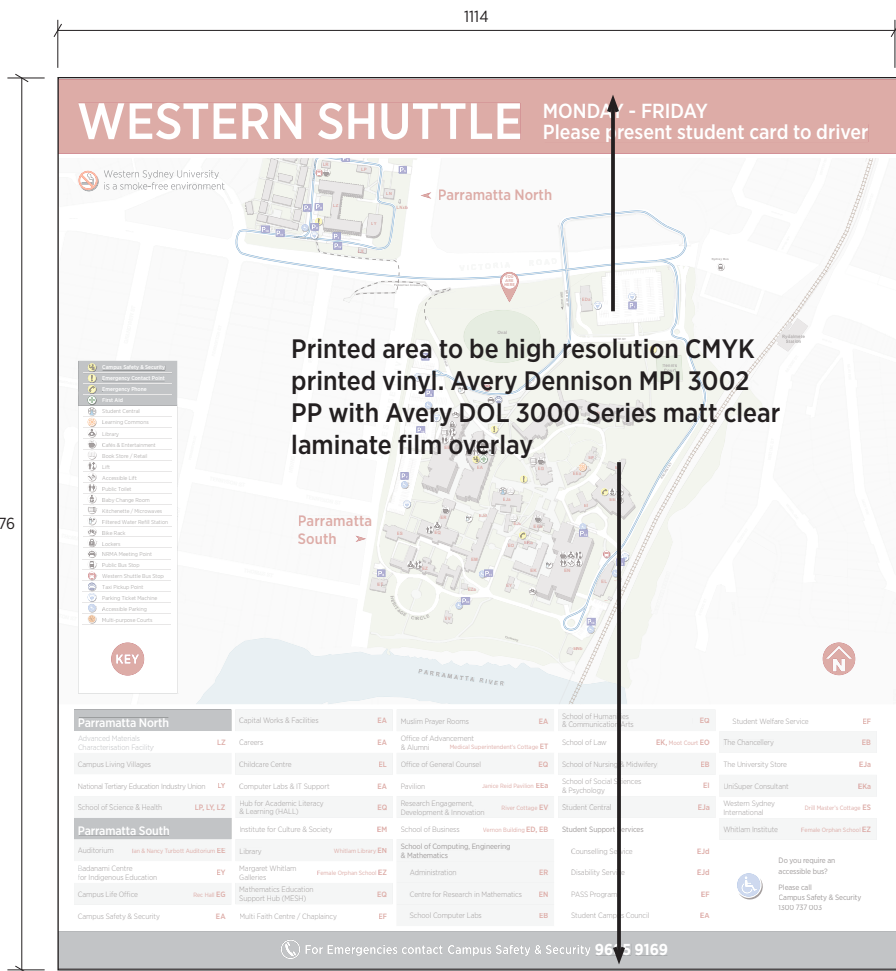 1114
76
WESTERN SHUTTLE
MONDAY - FRIDAY
Please present student card to driver
Western Sydney University
is a smoke-free environment
Parramatta North
VICTORIA ROAD
Printed area to be high resolution CMYK
printed vinyl. Avery Dennison MPI 3002
PP with Avery DOL 3000 Series matt clear
laminate film overlay
Campus Safety & Security
Emergency Contact Point
Emergency Phone
First Aid
Student Central
Learning Commons
Library
Cafés & Entertainment
Book Store / Retail
Lift
Accessible Lift
Public Toilet
Baby Change Room
Kitchenette / Microwaves
Filtered Water Refill Station
Bike Rack
Lockers
NRMA Meeting Point
Public Bus Stop
Western Shuttle Bus Stop
Taxi Pickup Point
Parking Ticket Machine
Accessible Parking
Multi-purpose Courts
KEY
Parramatta
South
PARRAMATTA RIVER
N
Parramatta North
Advanced Materials
Characterisation Facility LZ
Campus Living Villages
National Tertiary Education Industry Union LY
School of Science & Health LP, LY, LZ
Parramatta South
Auditorium Ian & Nancy Turbott Auditorium EE
Badanami Centre
for Indigenous Education EY
Campus Life Office Rec Hall EG
Campus Safety & Security EA
Capital Works & Facilities EA
Careers EA
Childcare Centre EL
Computer Labs & IT Support EA
Hub for Academic Literacy
& Learning (HALL) EQ
Institute for Culture & Society EM
Library Whitlam Library EN
Margaret Whitlam
Galleries Female Orphan School EZ
Mathematics Education
Support Hub (MESH) EQ
Multi Faith Centre / Chaplaincy EF
Muslim Prayer Rooms EA
Office of Advancement
& Alumni Medical Superintendent's Cottage ET
Office of General Counsel EQ
Pavilion Janice Reid Pavilion EEa
Research Engagement,
Development & Innovation River Cottage EV
School of Business Vernon Building ED, EB
School of Computing, Engineering
& Mathematics
Administration ER
Centre for Research in Mathematics EN
School Computer Labs EB
School of Humanities
& Communication Arts EQ
School of Law EK, Moot Court EO
School of Nursing & Midwifery EB
School of Social Sciences
& Psychology EI
Student Central EJa
Student Support Services
Counselling Service EJd
Disability Service EJd
PASS Program EF
Student Campus Council EA
Student Welfare Service EF
The Chancellery EB
The University Store EJa
UniSuper Consultant EKa
Western Sydney
International Drill Master's Cottage ES
Whitlam Institute Female Orphan School EZ
Do you require an
accessible bus?
Please call
Campus Safety & Security
1300 737 003
For Emergencies contact Campus Safety & Security 9685 9169